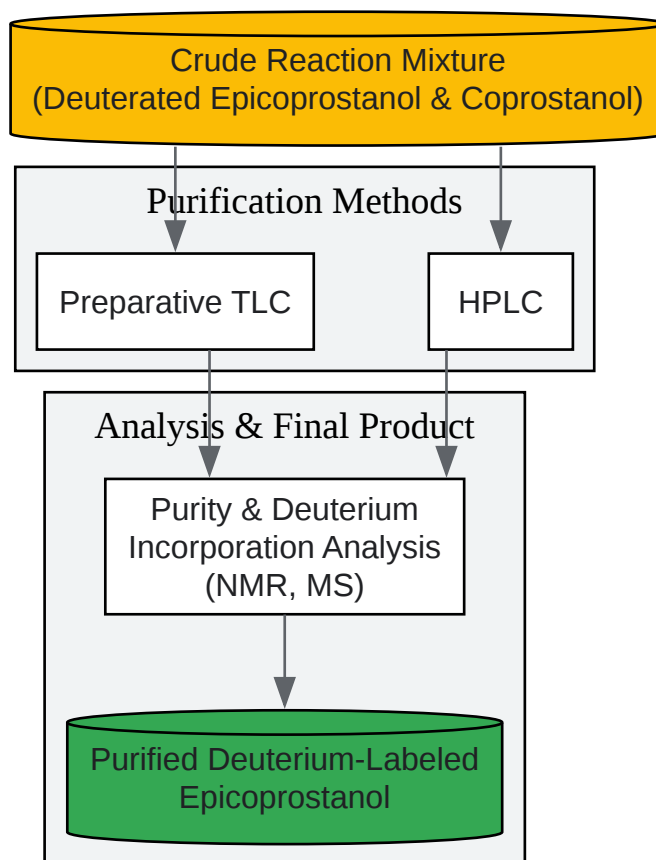 Crude Reaction Mixture
(Deuterated Epicoprostanol & Coprostanol)
Purification Methods
Preparative TLC
HPLC
Analysis & Final Product
Purity & Deuterium
Incorporation Analysis
(NMR, MS)
Purified Deuterium-Labeled
Epicoprostanol